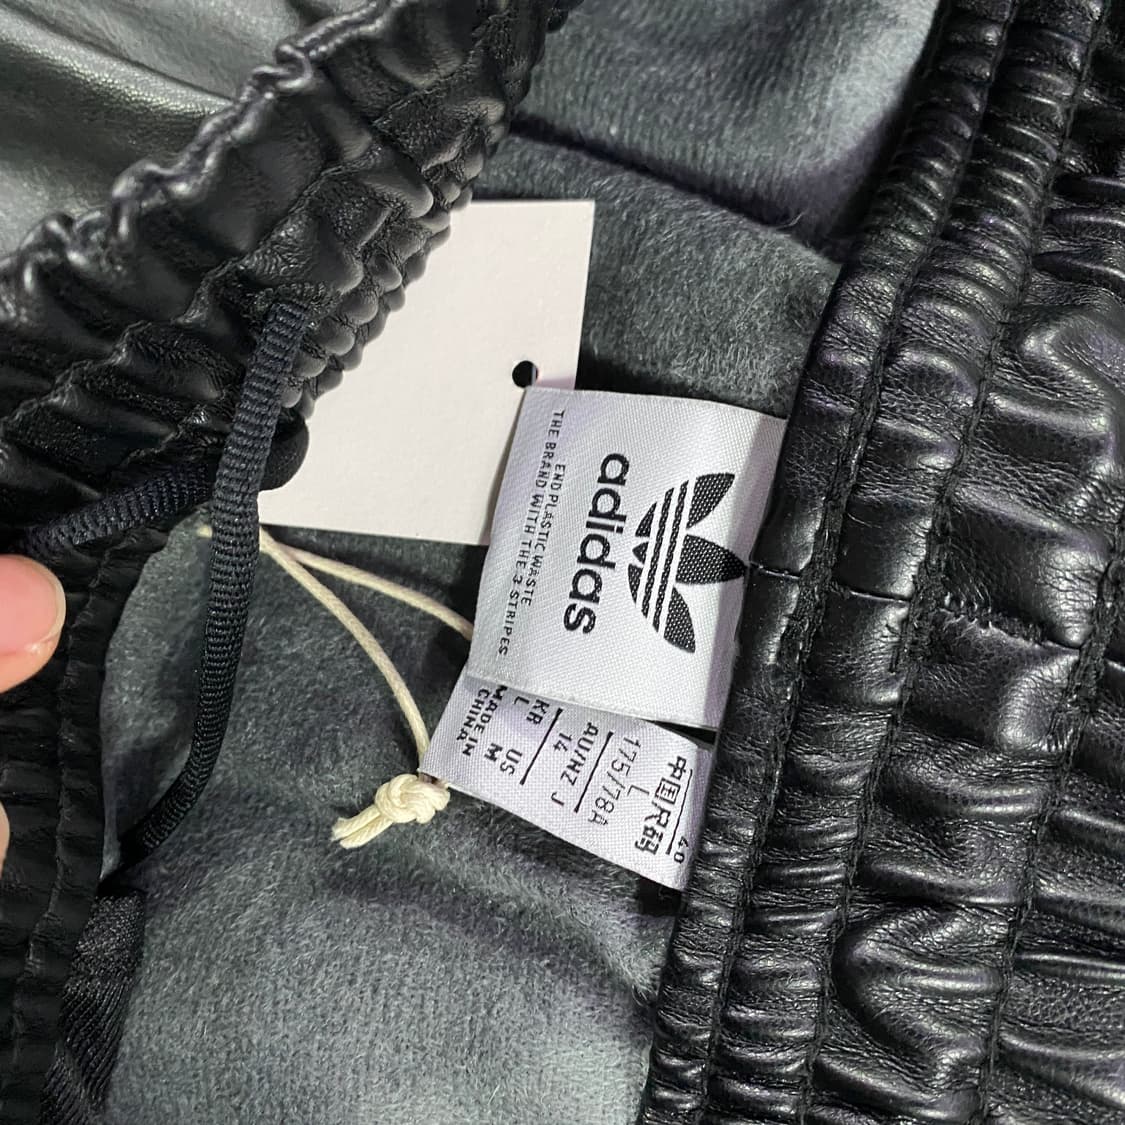 adidas
END PLASTIC WASTE
THE BRAND WITH THE 3 STRIPES.
40
中国尺码
L
175/78A
AU/NZ J
14
US
M
KR
L
MADE IN
CHINA